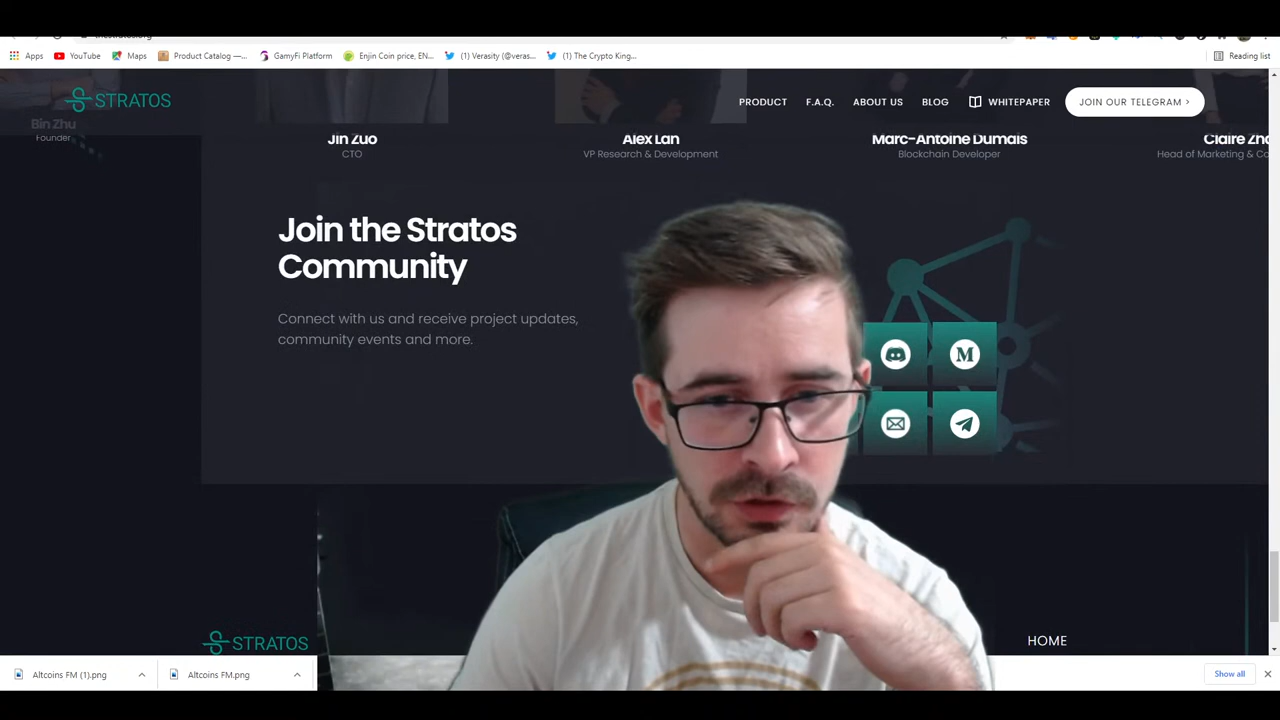 Apps
YouTube
Maps
Product Catalog —...
GamyFi Platform
Enjin Coin price, EN...
(1) Verasity (@veras...
(1) The Crypto King...
Reading list
STRATOS
PRODUCT
F.A.Q.
ABOUT US
BLOG
WHITEPAPER
JOIN OUR TELEGRAM >
Bin Zhu
Founder
Jin Zuo
CTO
Alex Lan
VP Research & Development
Marc-Antoine Dumais
Blockchain Developer
Claire Zho
Head of Marketing & Co
Join the Stratos
Community
Connect with us and receive project updates,
community events and more.
M
STRATOS
HOME
Altcoins FM (1).png
Altcoins FM.png
Show all